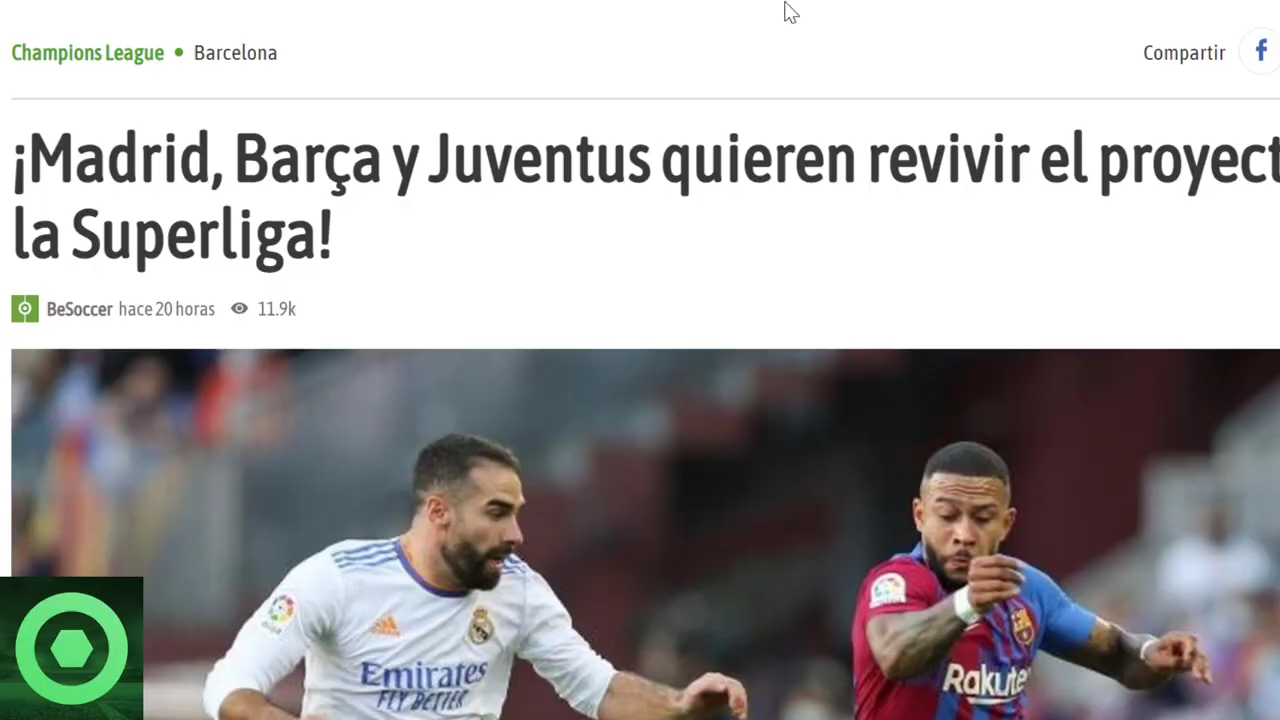 Champions League • Barcelona
Compartir
¡Madrid, Barça y Juventus quieren revivir el proyect
la Superliga!
BeSoccer hace 20 horas 11.9k
Emirates
FLY BETTER
Rakute